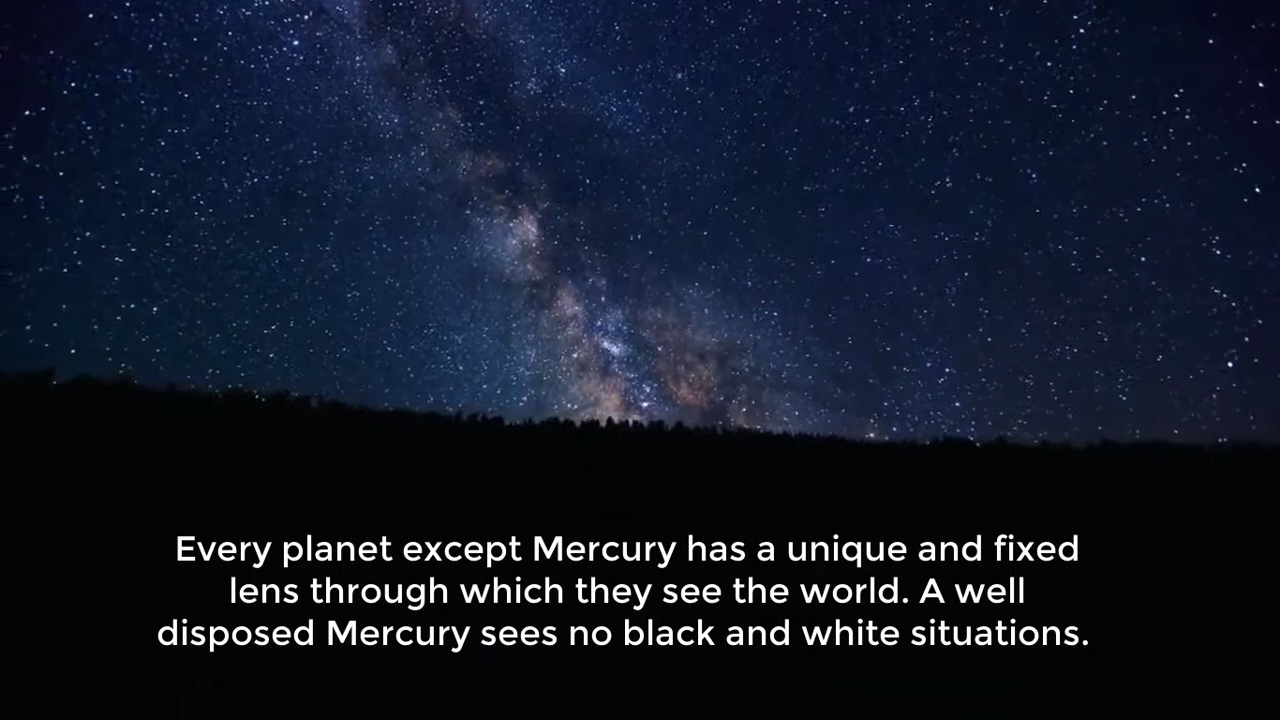 Every planet except Mercury has a unique and fixed
lens through which they see the world. A well
disposed Mercury sees no black and white situations.